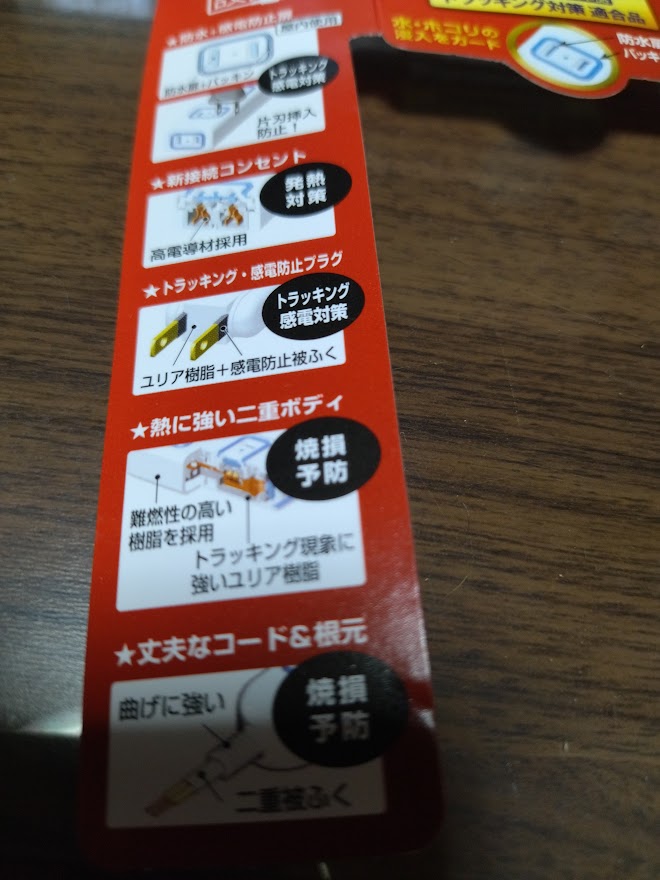 トラッキング対策 適合品
水・ホコリの
浸入をガード
防水扉
パッキ
★防水・感電防止扉
屋内使用
防水扉+パッキン
トラッキング
感電対策
片刃挿入
防止!
★新接続コンセント
発熱
対策
高電導材採用
★トラッキング・感電防止プラグ
トラッキング
感電対策
ユリア樹脂+感電防止被ふく
★熱に強い二重ボディ
焼損
予防
難燃性の高い
樹脂を採用
トラッキング現象に
強いユリア樹脂
★丈夫なコード&根元
焼損
予防
曲げに強い
二重被ふく